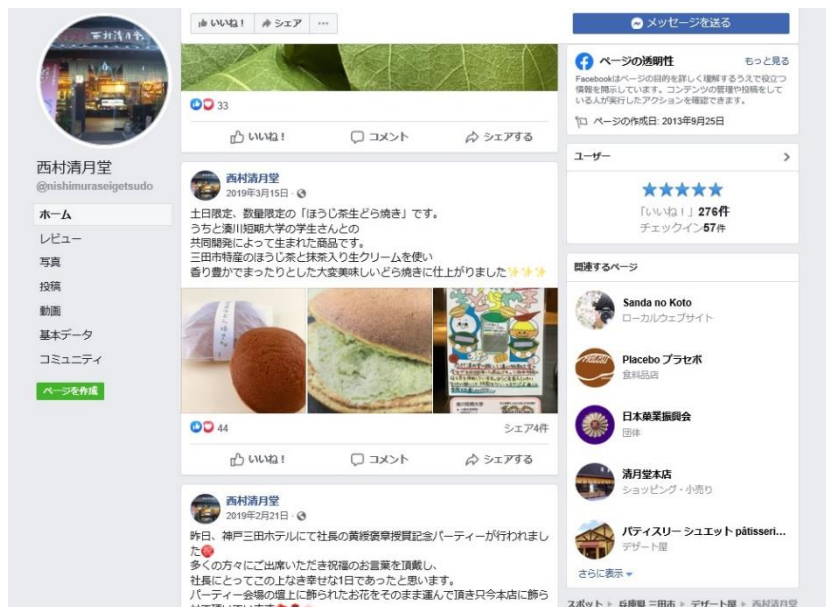 西村清月堂
@nishimuraseigetsudo
ホーム
レビュー
写真
投稿
動画
基本データ
コミュニティ
ページを作成
いいね！ シェア …
33
いいね！ コメント シェアする
西村清月堂
2019年3月15日
土日限定、数量限定の「ほうじ茶生どら焼き」です。
うちと湊川短期大学の学生さんとの
共同開発によって生まれた商品です。
三田市特産のほうじ茶と抹茶入り生クリームを使い
香り豊かでまったりとした大変美味しいどら焼きに仕上がりました✨✨✨
44 シェア4件
いいね！ コメント シェアする
西村清月堂
2019年2月21日
昨日、神戸三田ホテルにて社長の黄綬褒章授賞記念パーティーが行われまし
た㊗
多くの方々にご出席いただき祝福のお言葉を頂戴し、
社長にとってこの上なき幸せな1日であったと思います。
パーティー会場の壇上に飾られたお花をそのまま運んで頂き只今本店に飾ら
メッセージを送る
ページの透明性 もっと見る
Facebookはページの目的を詳しく理解するうえで役立つ
情報を開示しています。コンテンツの管理や投稿をして
いる人が実行したアクションを確認できます。
ページの作成日: 2013年9月25日
ユーザー
「いいね！」276件
チェックイン57件
関連するページ
Sanda no Koto
ローカルウェブサイト
Placebo プラセボ
食料品店
日本菓業振興会
団体
清月堂本店
ショッピング・小売り
パティスリー シュエット pâtisseri...
デザート屋
さらに表示
スポット 兵庫県 三田市 デザート屋 西村清月堂